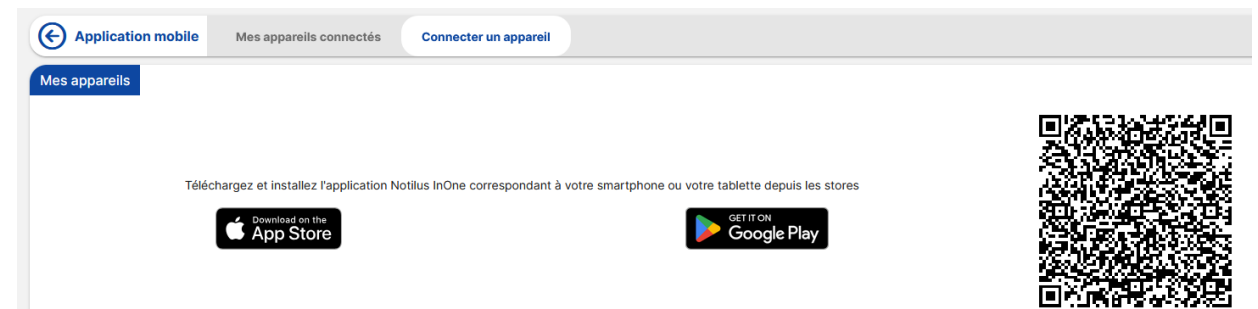 Application mobile
Mes appareils connectés
Connecter un appareil
Mes appareils
Téléchargez et installez l'application Notilus InOne correspondant à votre smartphone ou votre tablette depuis les stores
Download on the
App Store
GET IT ON
Google Play